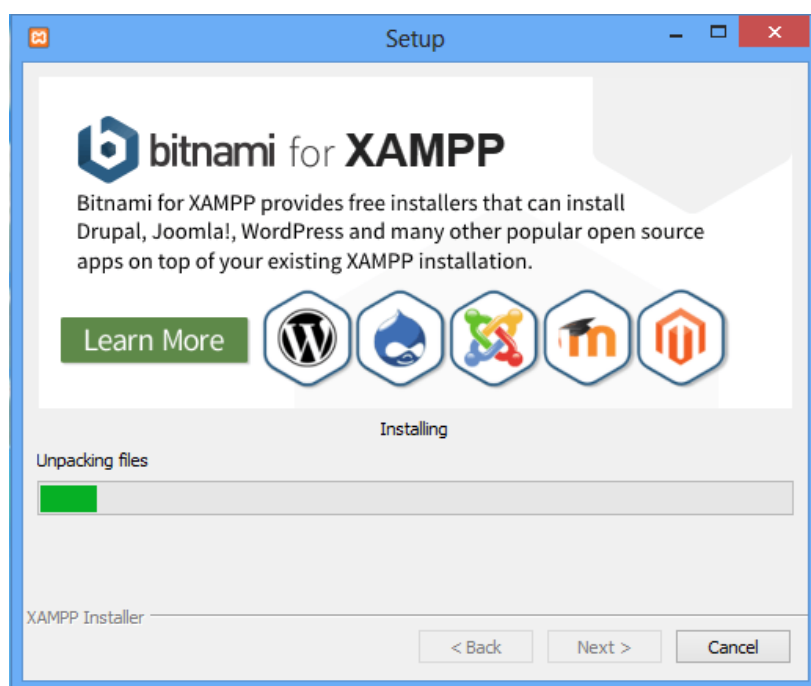 Setup
bitnami for XAMPP
Bitnami for XAMPP provides free installers that can install
Drupal, Joomla!, WordPress and many other popular open source
apps on top of your existing XAMPP installation.
Learn More
Installing
Unpacking files
XAMPP Installer
< Back Next > Cancel